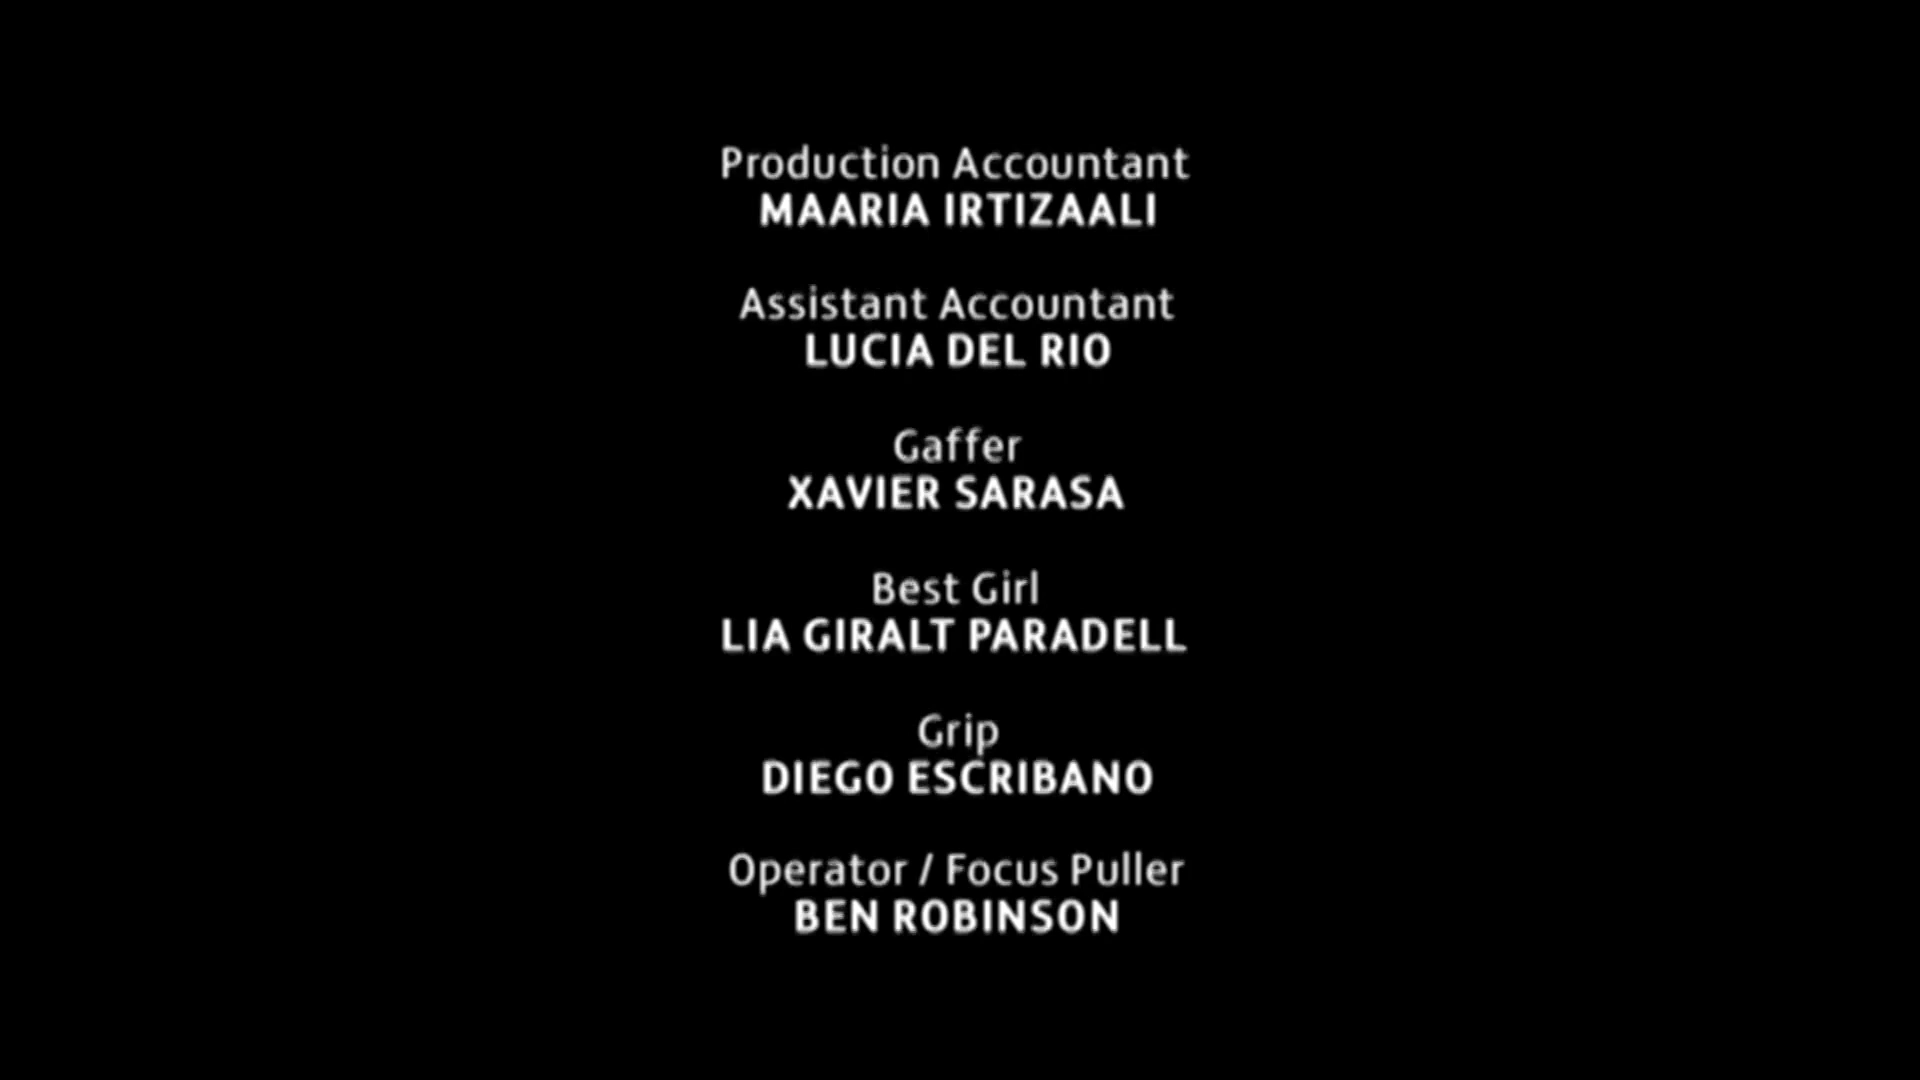 Production Accountant
MAARIA IRTIZAALI
Assistant Accountant
LUCIA DEL RIO
Gaffer
XAVIER SARASA
Best Girl
LIA GIRALT PARADELL
Grip
DIEGO ESCRIBANO
Operator / Focus Puller
BEN ROBINSON